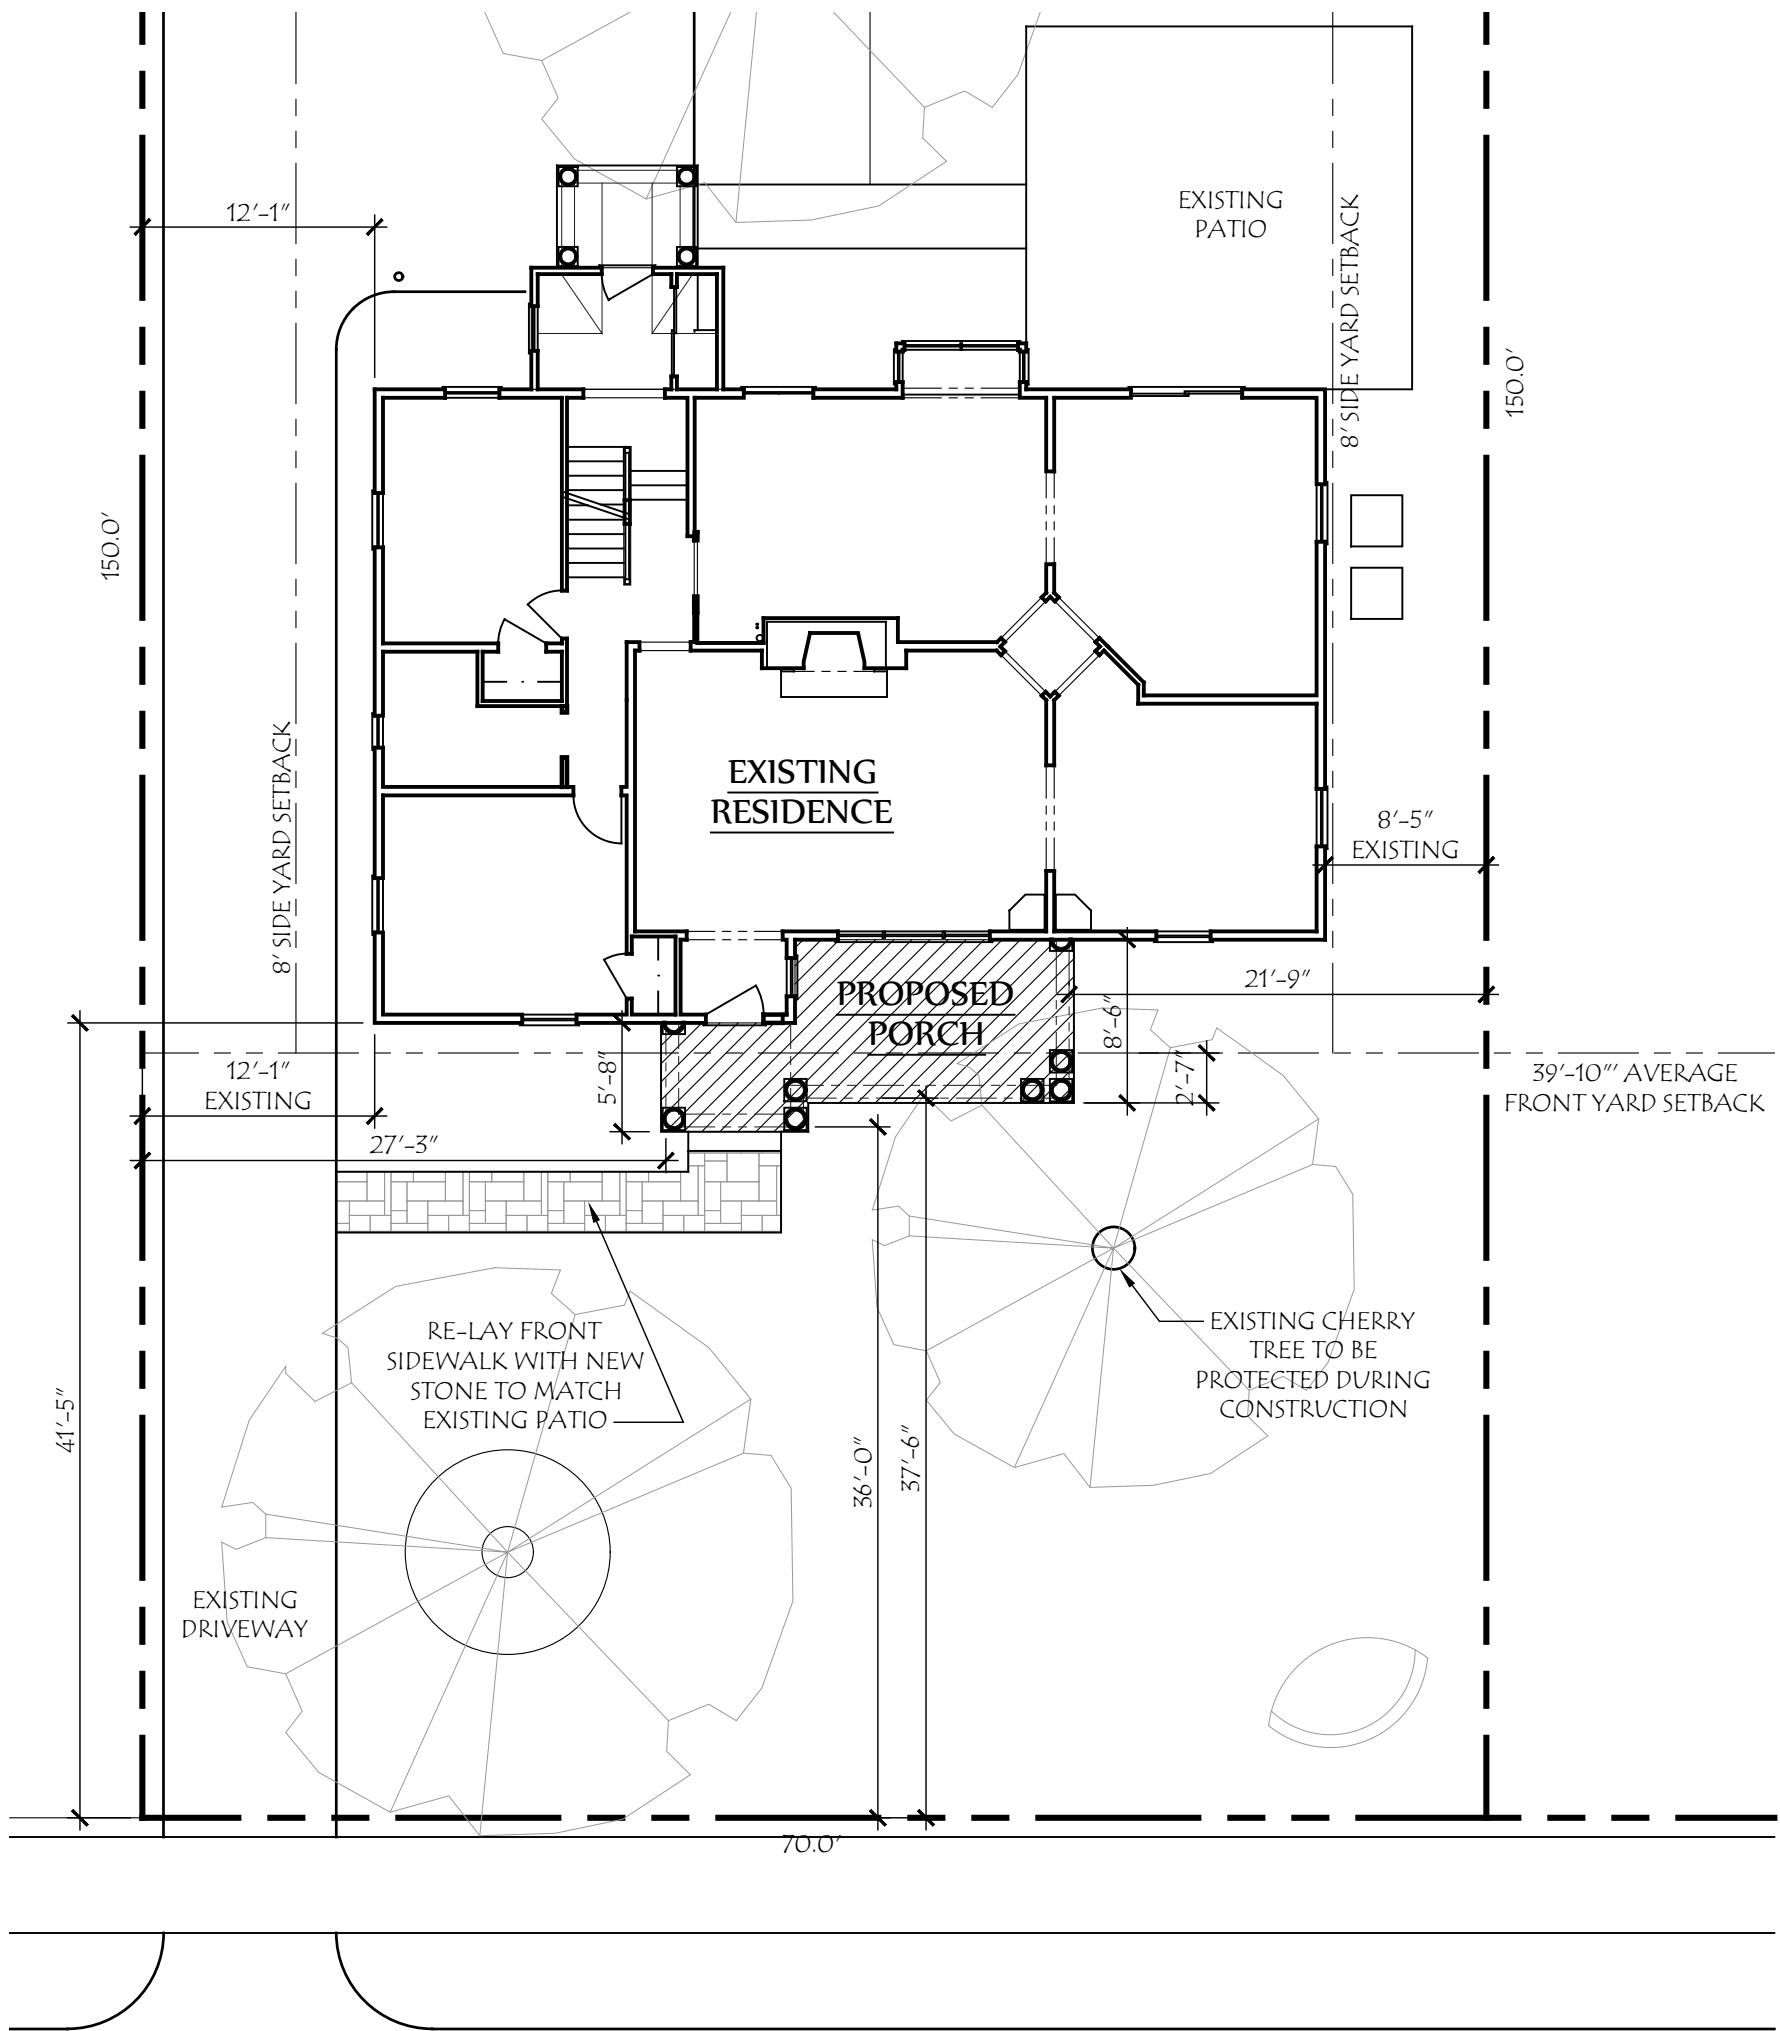 12'-1"
EXISTING
PATIO
8' SIDE YARD SETBACK
150.0'
150.0'
8' SIDE YARD SETBACK
EXISTING
RESIDENCE
8'-5"
EXISTING
PROPOSED
PORCH
21'-9"
8'-6"
5'-8"
2'-7"
12'-1"
EXISTING
39'-10"' AVERAGE
FRONT YARD SETBACK
27'-3"
RE-LAY FRONT
SIDEWALK WITH NEW
STONE TO MATCH
EXISTING PATIO
EXISTING CHERRY
TREE TO BE
PROTECTED DURING
CONSTRUCTION
41'-5"
36'-0"
37'-6"
EXISTING
DRIVEWAY
70.0'